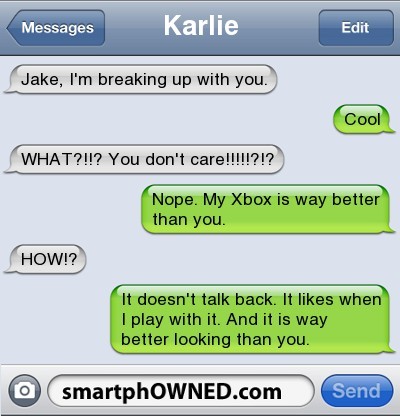 Messages
Karlie
Edit
Jake, I'm breaking up with you.
Cool
WHAT?!!? You don't care!!!!!?!?
Nope. My Xbox is way better
than you.
HOW!?
It doesn't talk back. It likes when
I play with it. And it is way
better looking than you.
smartphOWNED.com
Send